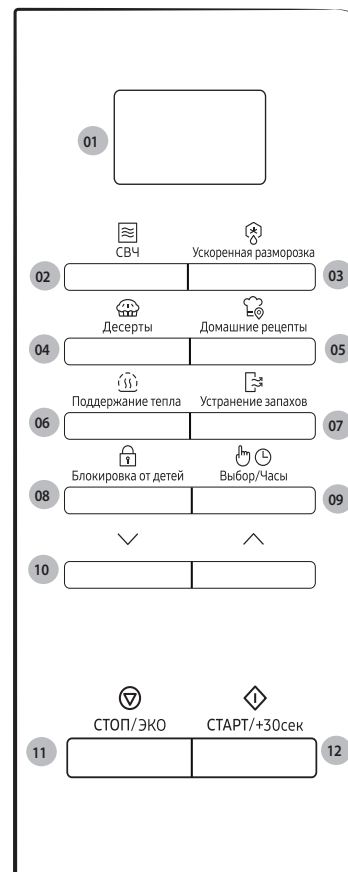 01
СВЧ Ускоренная разморозка
02 03
Десерты Домашние рецепты
04 05
Поддержание тепла Устранение запахов
06 07
Блокировка от детей Выбор/Часы
08 09
10
СТОП/ЭКО СТАРТ/+30сек
11 12